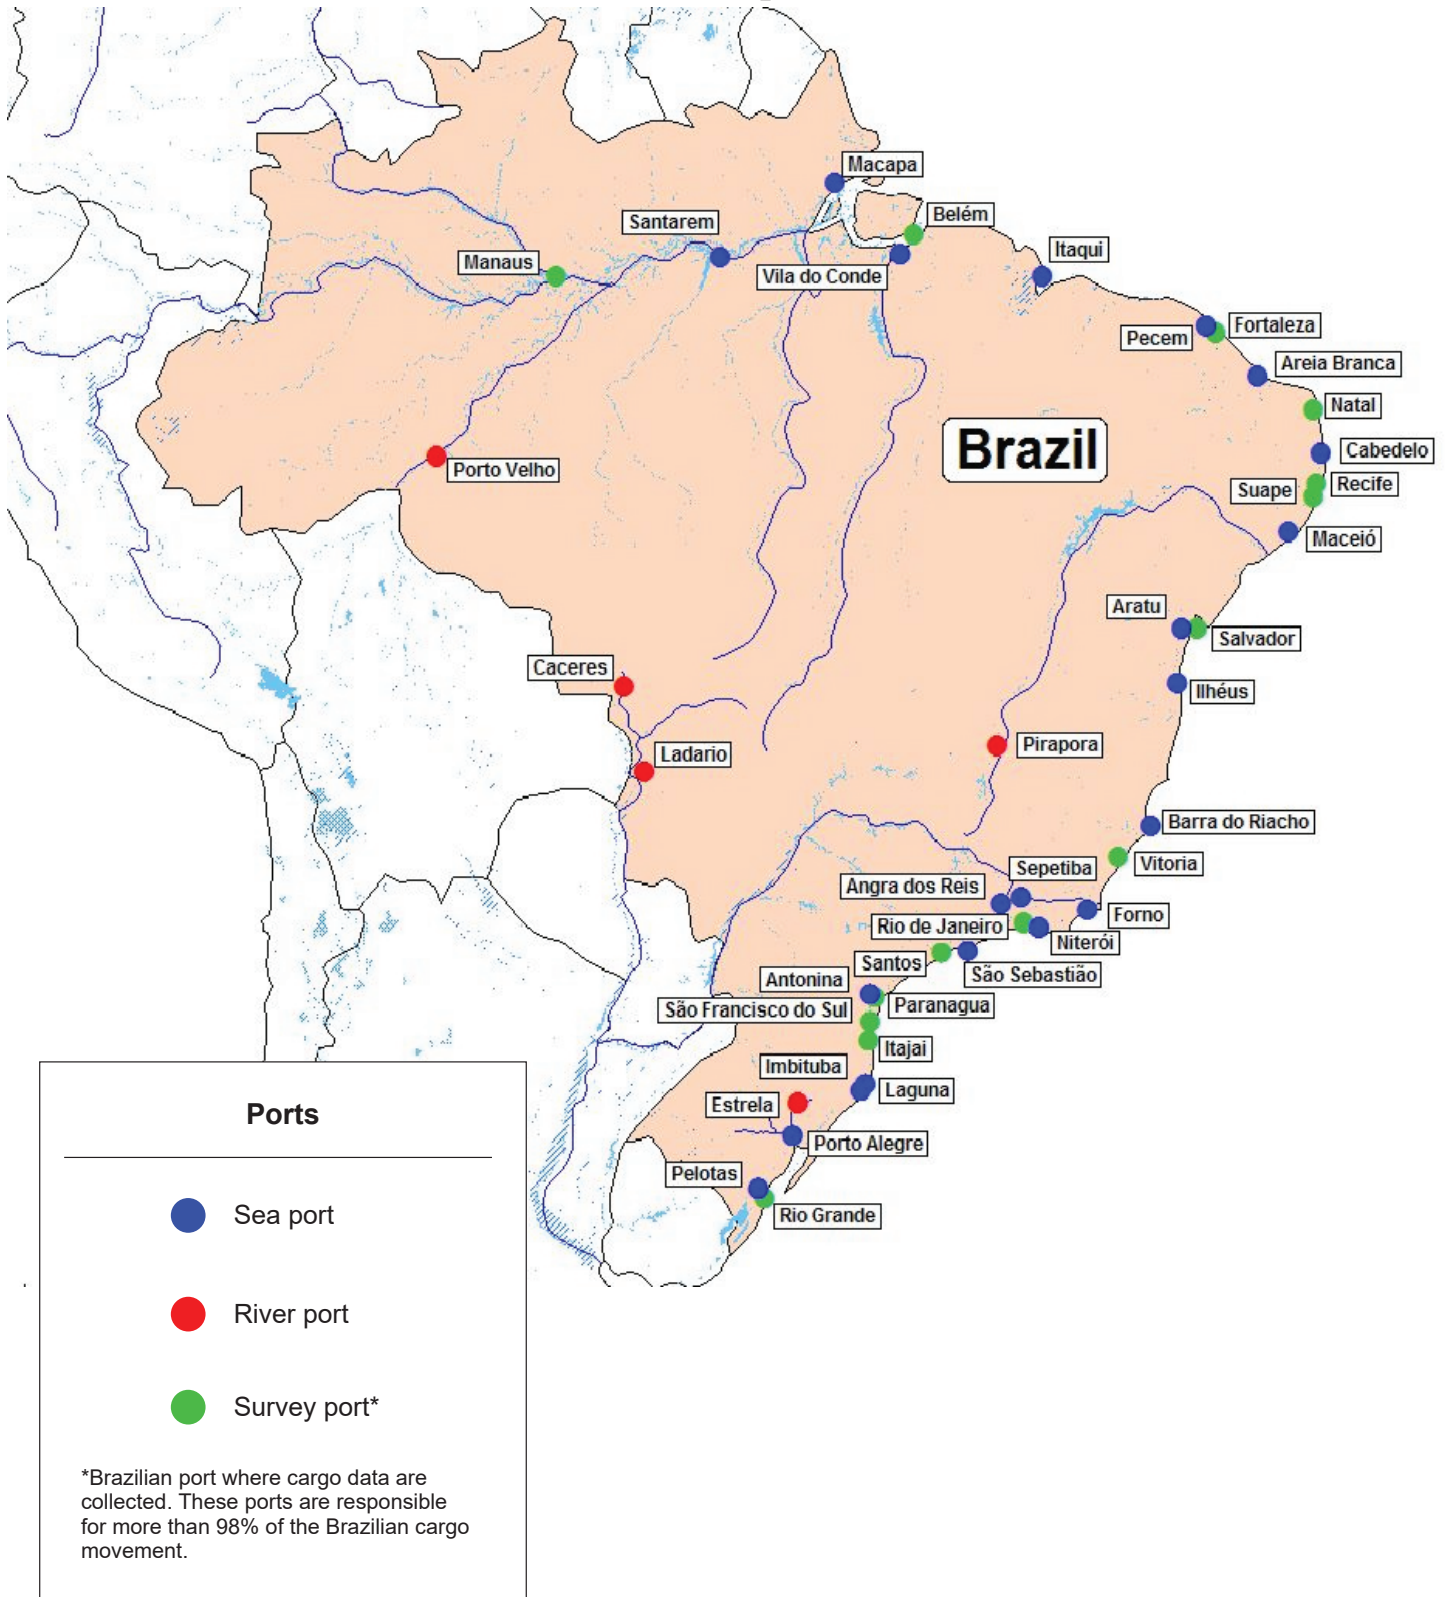 Macapa
Santarem
Belém
Manaus
Vila do Conde
Itaqui
Pecem
Fortaleza
Areia Branca
Natal
Brazil
Cabedelo
Porto Velho
Suape
Recife
Maceió
Aratu
Salvador
Caceres
Ilhéus
Ladario
Pirapora
Barra do Riacho
Vitoria
Sepetiba
Angra dos Reis
Forno
Rio de Janeiro
Niterói
Santos
São Sebastião
Antonina
Paranagua
São Francisco do Sul
Itajai
Imbituba
Laguna
Estrela
Porto Alegre
Pelotas
Rio Grande
Ports
Sea port
River port
Survey port*
*Brazilian port where cargo data are
collected. These ports are responsible
for more than 98% of the Brazilian cargo
movement.